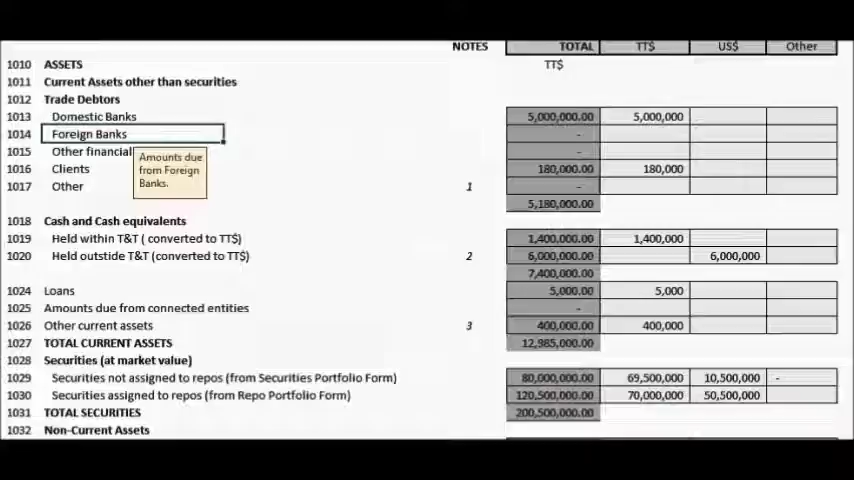 NOTES TOTAL TT$ US$ Other
1010 ASSETS TT$
1011 Current Assets other than securities
1012 Trade Debtors
1013 Domestic Banks 5,000,000.00 5,000,000
1014 Foreign Banks -
1015 Other financial -
Amounts due from Foreign Banks.
1016 Clients 180,000.00 180,000
1017 Other 1 -
5,180,000.00
1018 Cash and Cash equivalents
1019 Held within T&T ( converted to TT$) 1,400,000.00 1,400,000
1020 Held outstide T&T (converted to TT$) 2 6,000,000.00 6,000,000
7,400,000.00
1024 Loans 5,000.00 5,000
1025 Amounts due from connected entities -
1026 Other current assets 3 400,000.00 400,000
1027 TOTAL CURRENT ASSETS 12,985,000.00
1028 Securities (at market value)
1029 Securities not assigned to repos (from Securities Portfolio Form) 80,000,000.00 69,500,000 10,500,000 -
1030 Securities assigned to repos (from Repo Portfolio Form) 120,500,000.00 70,000,000 50,500,000
1031 TOTAL SECURITIES 200,500,000.00
1032 Non-Current Assets